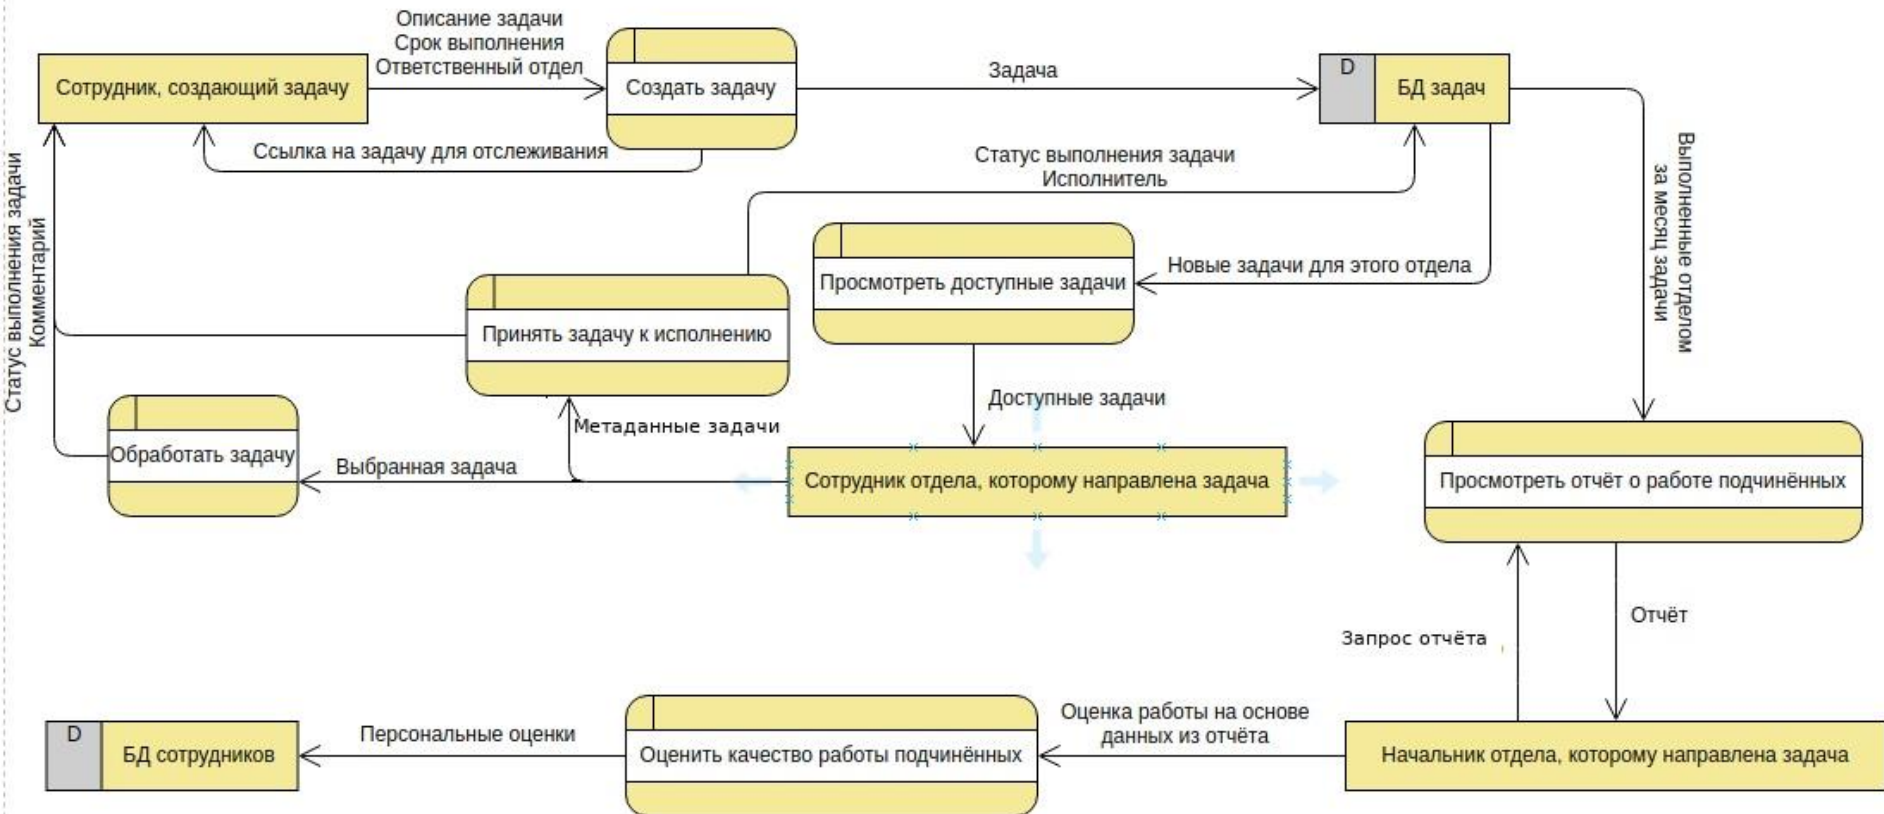 Описание задачи
Срок выполнения
Ответственный отдел
Сотрудник, создающий задачу
Создать задачу
Задача
D
БД задач
Ссылка на задачу для отслеживания
Статус выполнения задачи
Исполнитель
Выполненные отделом
за месяц задачи
Статус выполнения задачи
Комментарий
Новые задачи для этого отдела
Просмотреть доступные задачи
Принять задачу к исполнению
Доступные задачи
Метаданные задачи
Обработать задачу
Выбранная задача
Сотрудник отдела, которому направлена задача
Просмотреть отчёт о работе подчинённых
Запрос отчёта
Отчёт
D
БД сотрудников
Персональные оценки
Оценить качество работы подчинённых
Оценка работы на основе
данных из отчёта
Начальник отдела, которому направлена задача